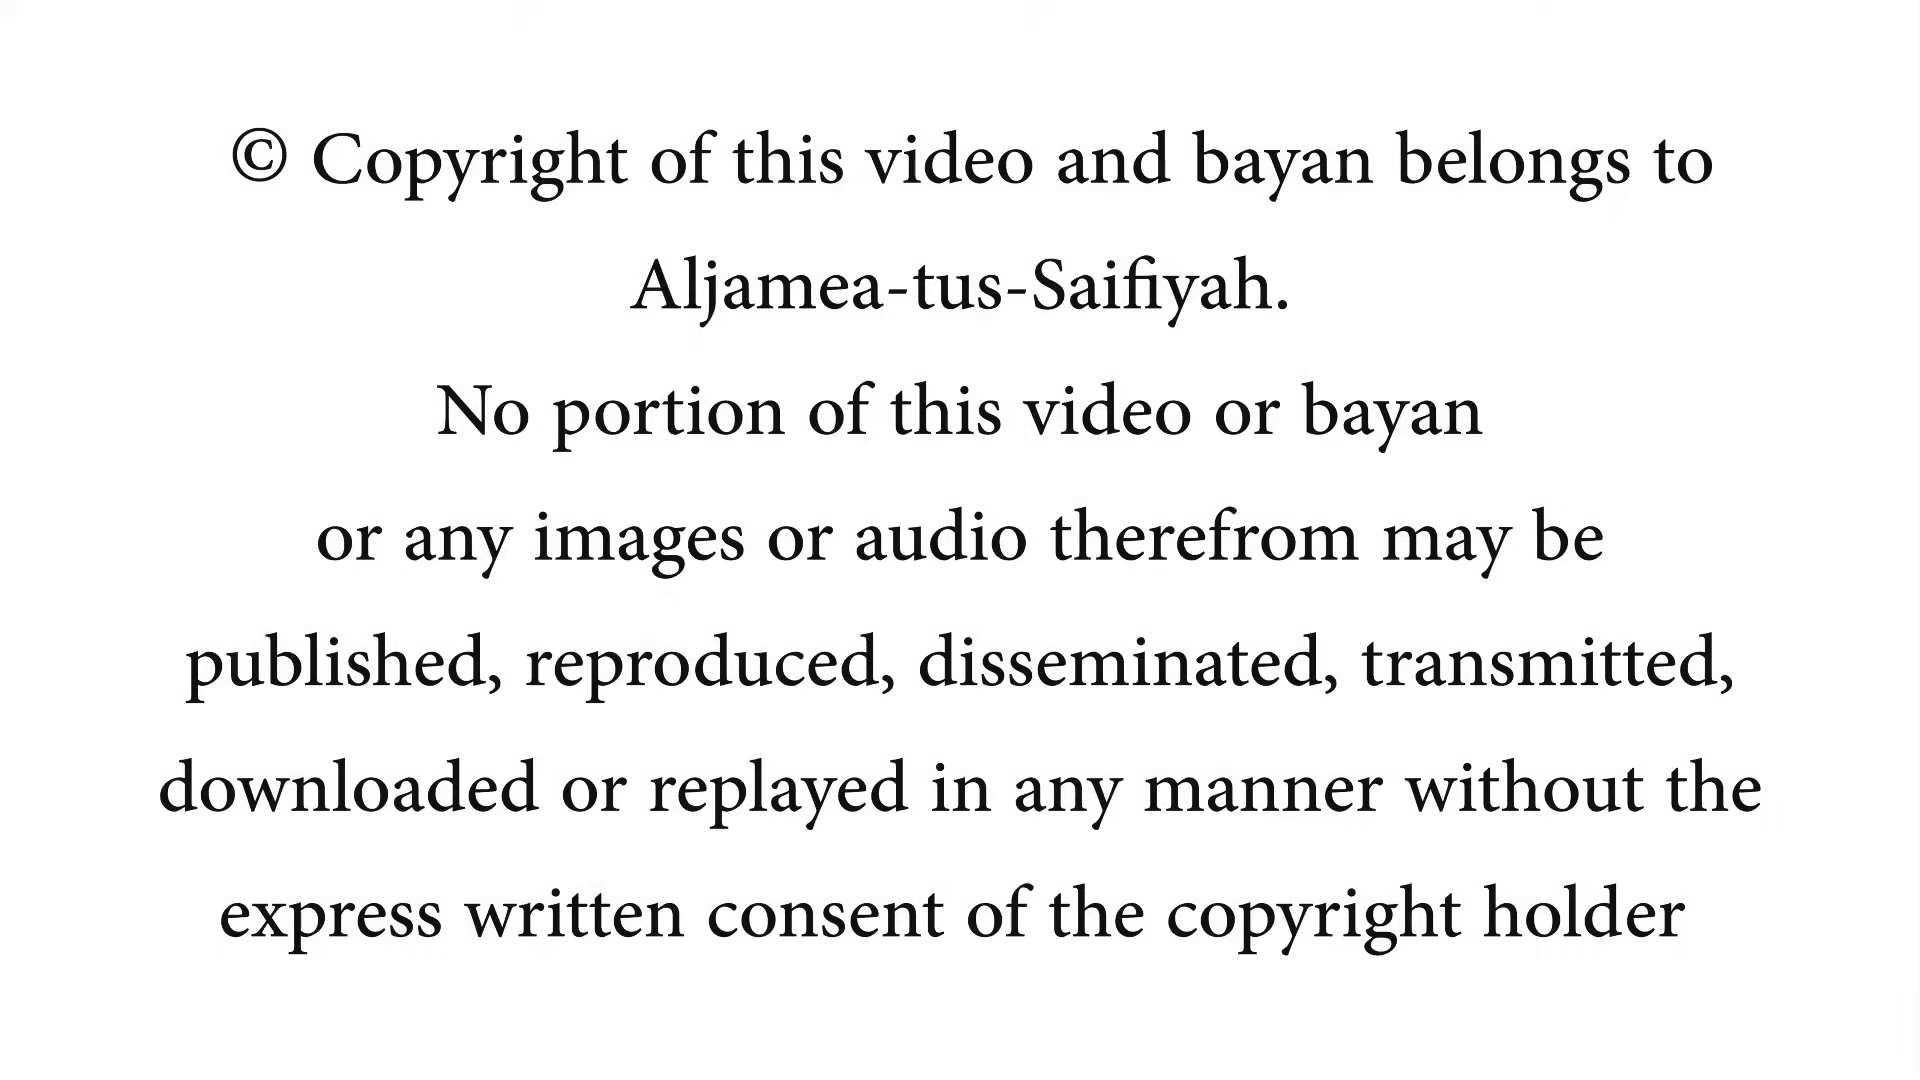 © Copyright of this video and bayan belongs to
Aljamea-tus-Saifiyah.
No portion of this video or bayan
or any images or audio therefrom may be
published, reproduced, disseminated, transmitted,
downloaded or replayed in any manner without the
express written consent of the copyright holder